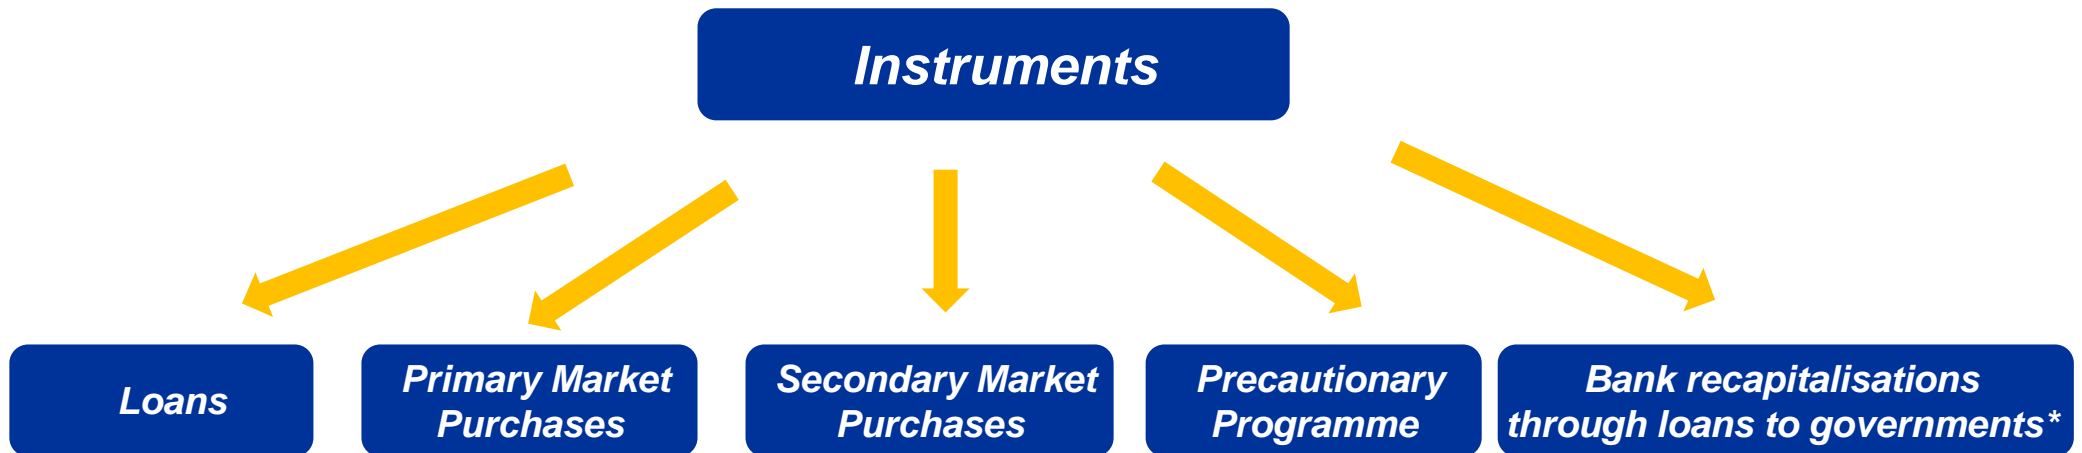 Instruments
Loans
Primary Market
Purchases
Secondary Market
Purchases
Precautionary
Programme
Bank recapitalisations
through loans to governments*